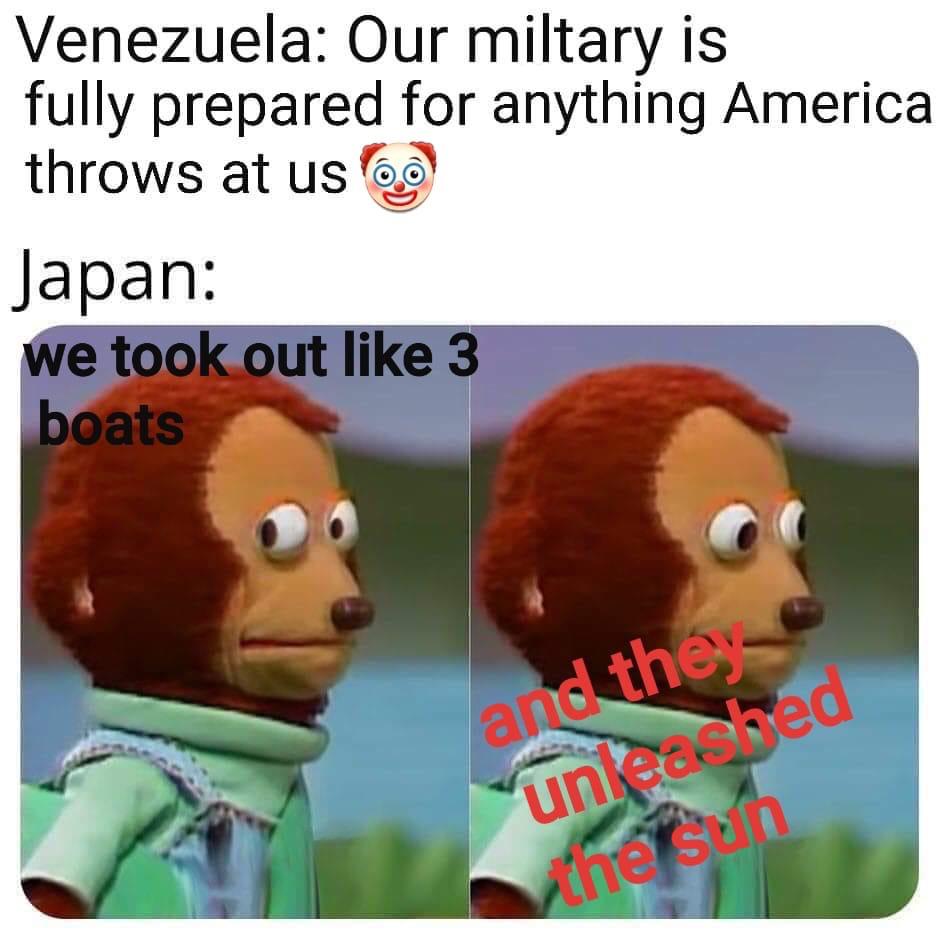 Venezuela: Our miltary is
fully prepared for anything America
throws at us 🤡
Japan:
we took out like 3
boats
and they
unleashed
the sun